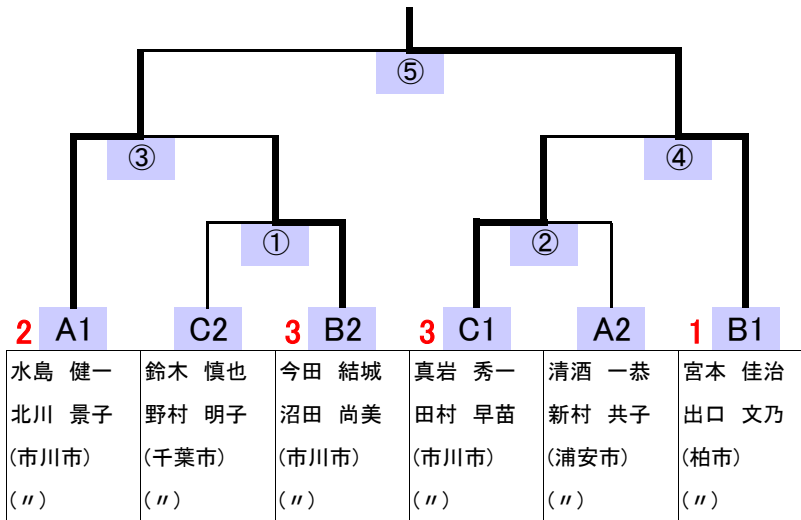 ⑤
③ ④
① ②
2 A1 C2 3 B2 3 C1 A2 1 B1
水島 健一 鈴木 慎也 今田 結城 真岩 秀一 清酒 一恭 宮本 佳治
北川 景子 野村 明子 沼田 尚美 田村 早苗 新村 共子 出口 文乃
(市川市) (千葉市) (市川市) (市川市) (浦安市) (柏市)
(〃) (〃) (〃) (〃) (〃) (〃)